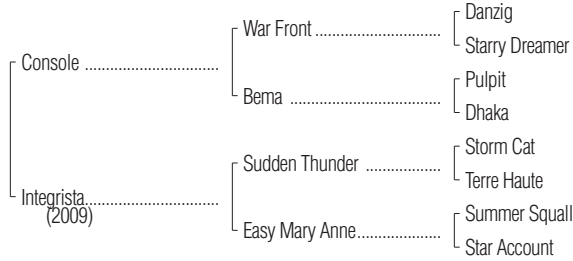 Danzig
War Front ..................................
Starry Dreamer
Console .....................................
Pulpit
Bema .........................................
Dhaka
Storm Cat
Sudden Thunder .....................
Terre Haute
Integrista.....................................
(2009)
Summer Squall
Easy Mary Anne.......................
Star Account